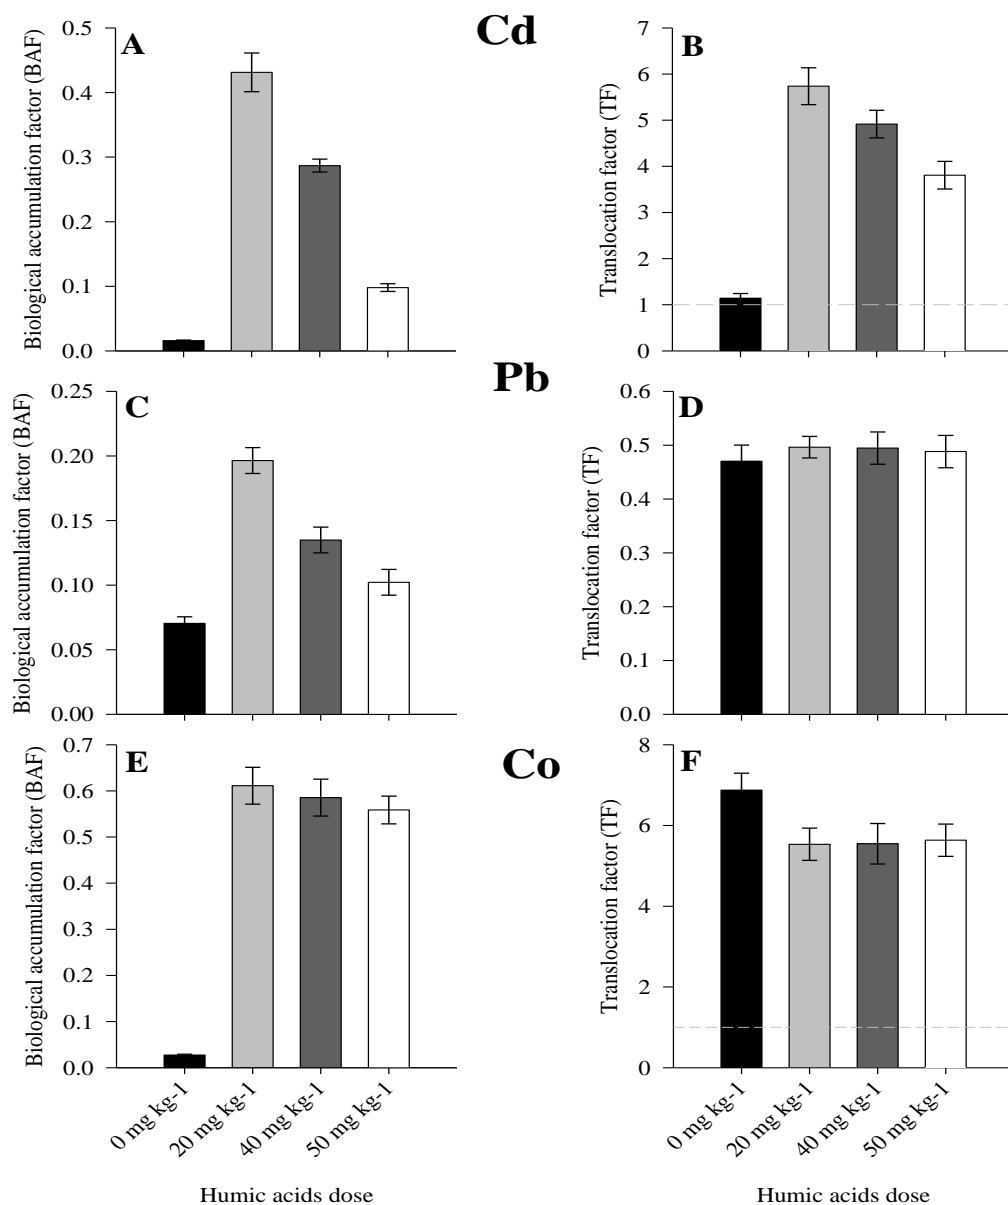 Cd
A
Biological accumulation factor (BAF)
0.5
0.4
0.3
0.2
0.1
0.0
B
Translocation factor (TF)
7
6
5
4
3
2
1
0
Pb
C
Biological accumulation factor (BAF)
0.25
0.20
0.15
0.10
0.05
0.00
D
Translocation factor (TF)
0.6
0.5
0.4
0.3
0.2
0.1
0.0
Co
E
Biological accumulation factor (BAF)
0.7
0.6
0.5
0.4
0.3
0.2
0.1
0.0
0 mg kg-1
20 mg kg-1
40 mg kg-1
50 mg kg-1
Humic acids dose
F
Translocation factor (TF)
8
6
4
2
0
0 mg kg-1
20 mg kg-1
40 mg kg-1
50 mg kg-1
Humic acids dose